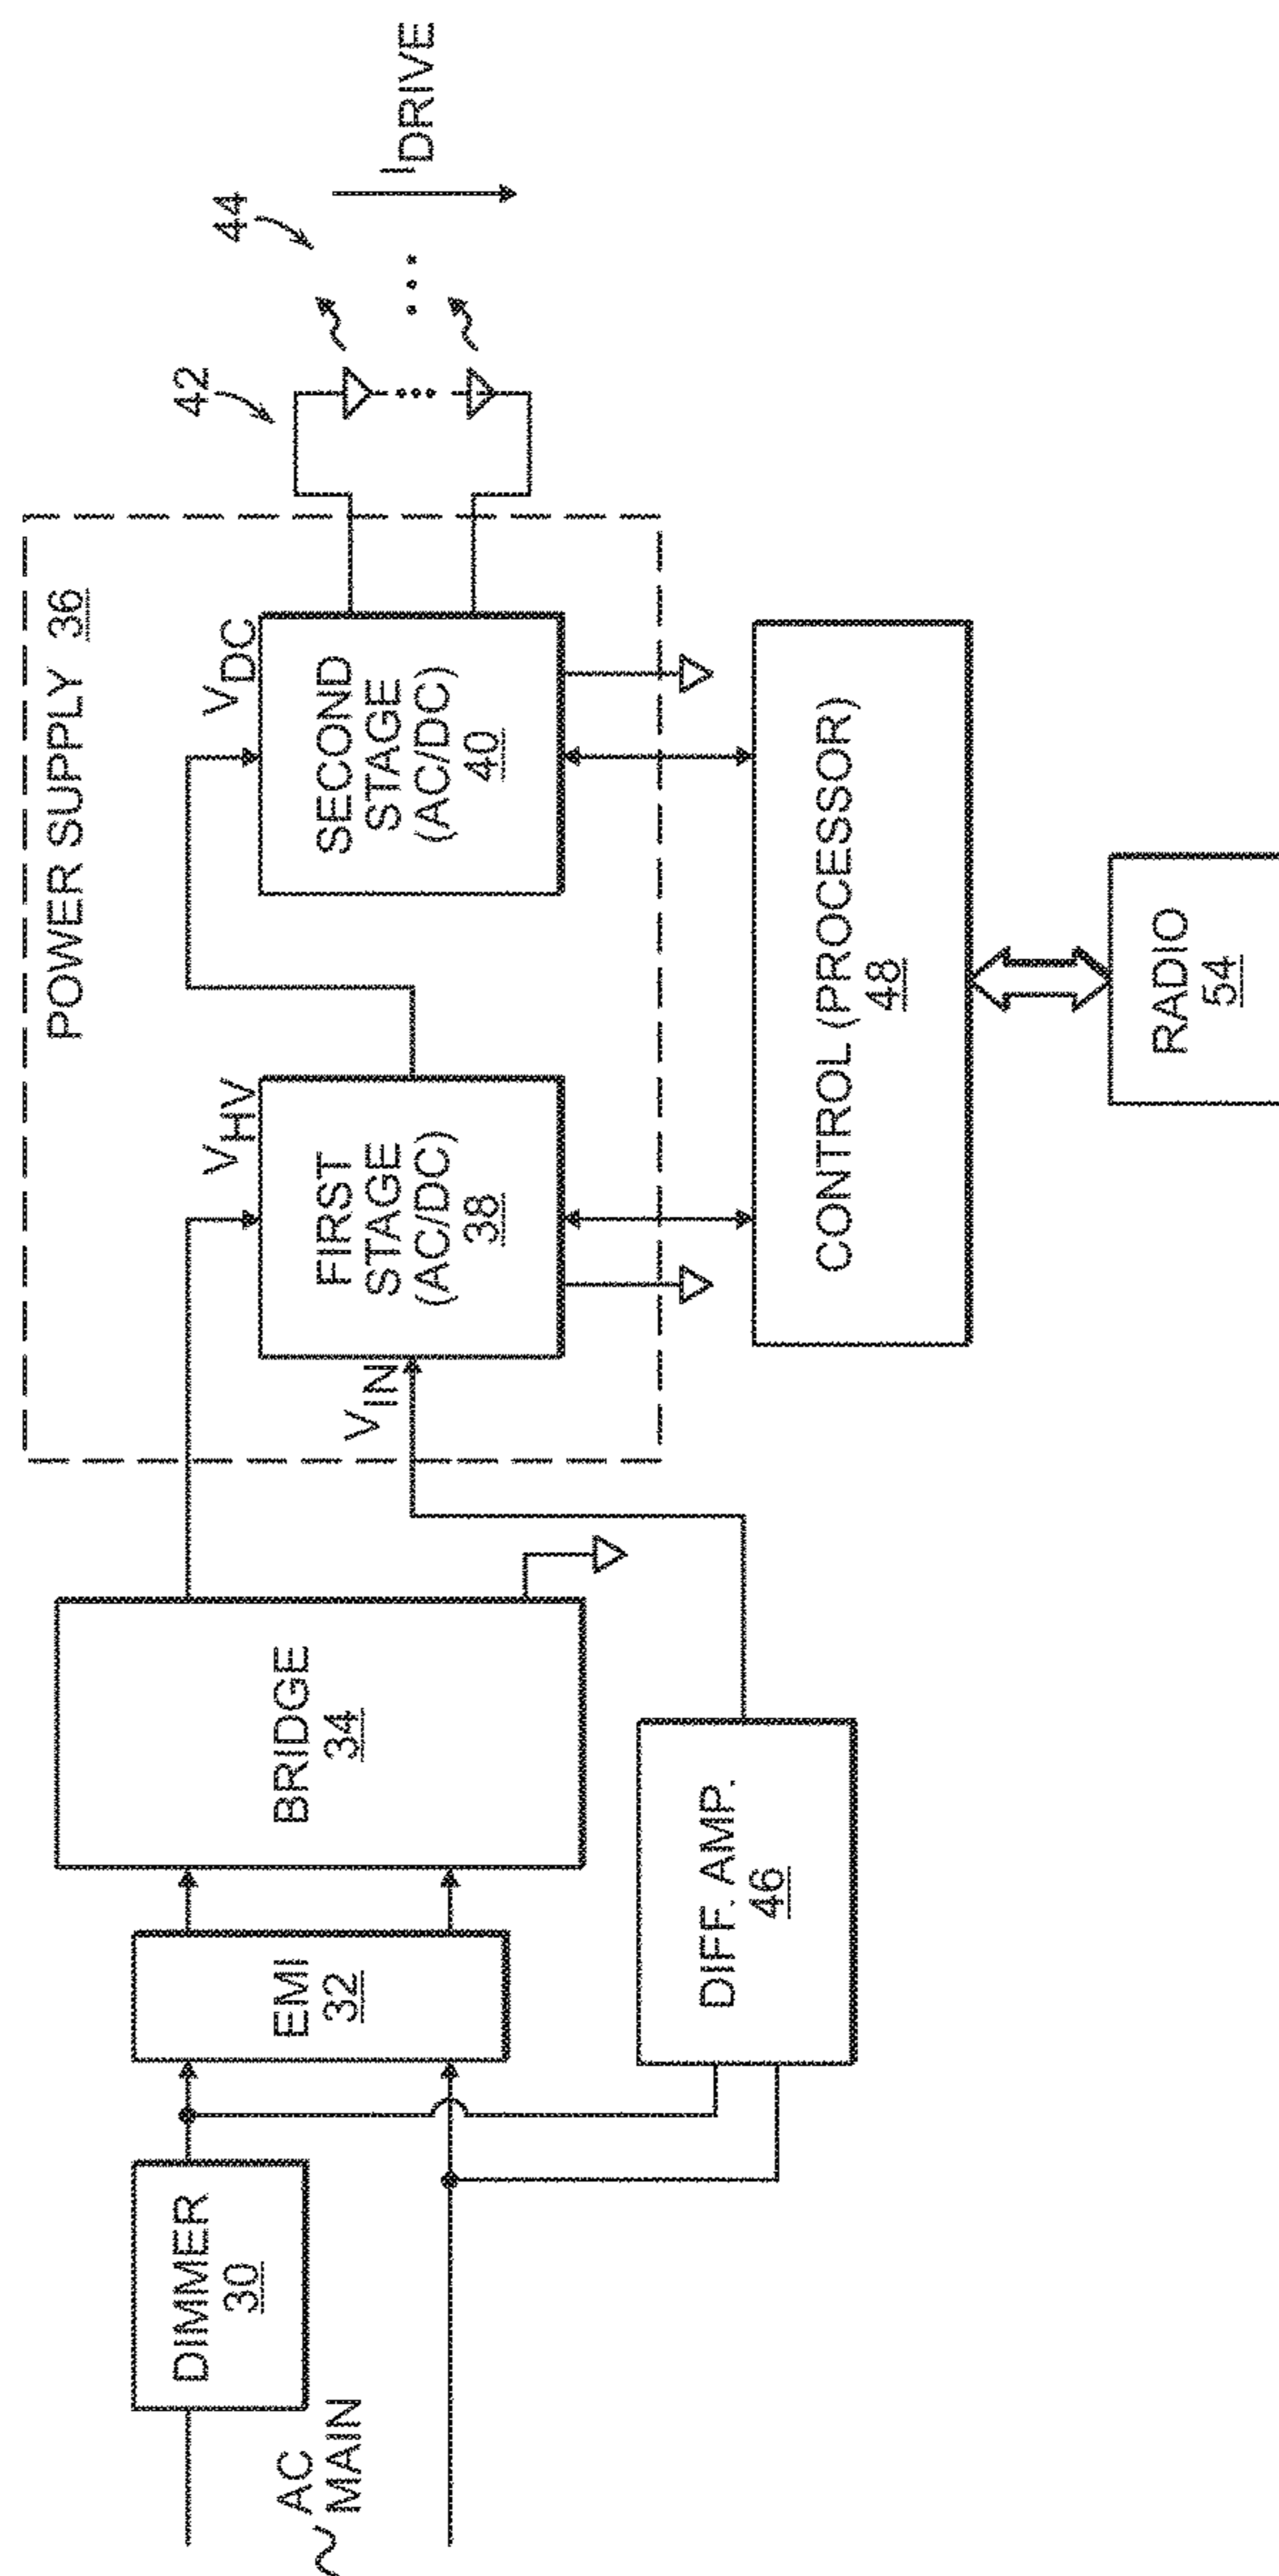 AC
MAIN
DIMMER
30
EMI
32
BRIDGE
34
DIFF. AMP.
46
POWER SUPPLY 36
V_IN
FIRST
STAGE
(AC/DC)
38
V_HV
SECOND
STAGE
(AC/DC)
40
V_DC
CONTROL (PROCESSOR)
48
RADIO
54
42
44
I_DRIVE